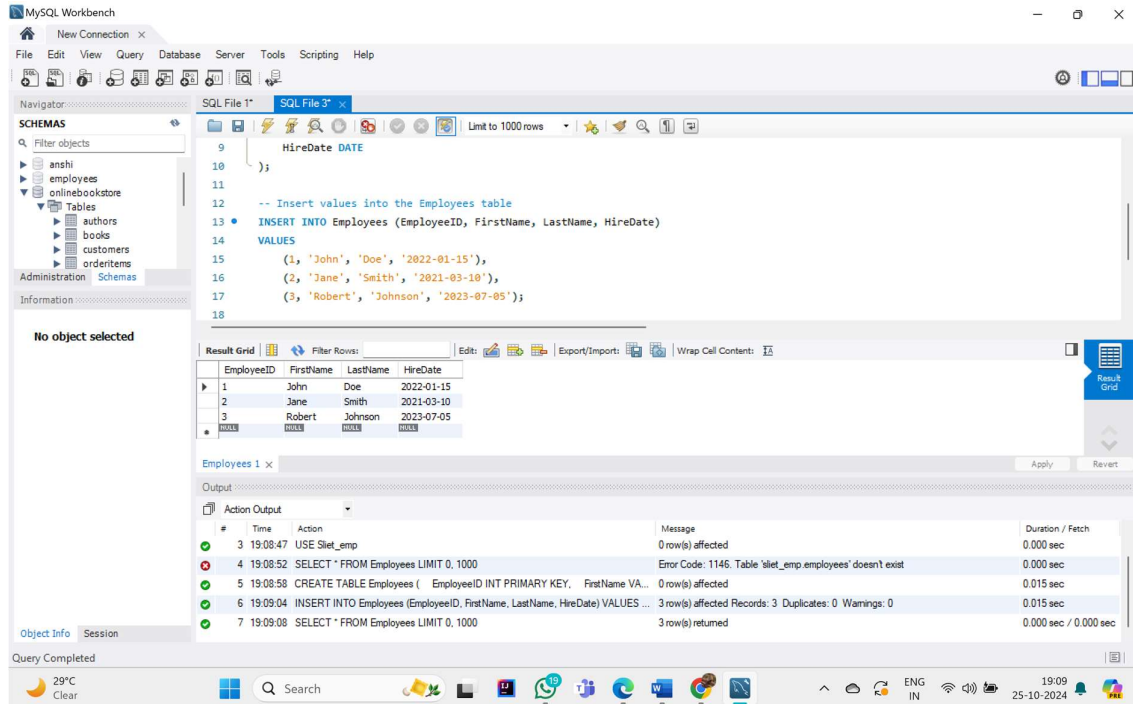 MySQL Workbench
New Connection ×
File Edit View Query Database Server Tools Scripting Help
Navigator
SCHEMAS
Filter objects
anshi
employees
onlinebookstore
Tables
authors
books
customers
orderitems
Administration Schemas
Information
No object selected
Object Info Session
SQL File 1* SQL File 3* ×
Limit to 1000 rows
9 HireDate DATE
10 );
11
12 -- Insert values into the Employees table
13 INSERT INTO Employees (EmployeeID, FirstName, LastName, HireDate)
14 VALUES
15 (1, 'John', 'Doe', '2022-01-15'),
16 (2, 'Jane', 'Smith', '2021-03-10'),
17 (3, 'Robert', 'Johnson', '2023-07-05');
18
Result Grid Filter Rows: Edit: Export/Import: Wrap Cell Content:
EmployeeID FirstName LastName HireDate
1 John Doe 2022-01-15
2 Jane Smith 2021-03-10
3 Robert Johnson 2023-07-05
NULL NULL NULL NULL
Result Grid
Employees 1 × Apply Revert
Output
Action Output
# Time Action Message Duration / Fetch
3 19:08:47 USE Sliet_emp 0 row(s) affected 0.000 sec
4 19:08:52 SELECT * FROM Employees LIMIT 0, 1000 Error Code: 1146. Table 'sliet_emp.employees' doesn't exist 0.000 sec
5 19:08:58 CREATE TABLE Employees ( EmployeeID INT PRIMARY KEY, FirstName VA... 0 row(s) affected 0.015 sec
6 19:09:04 INSERT INTO Employees (EmployeeID, FirstName, LastName, HireDate) VALUES ... 3 row(s) affected Records: 3 Duplicates: 0 Warnings: 0 0.015 sec
7 19:09:08 SELECT * FROM Employees LIMIT 0, 1000 3 row(s) returned 0.000 sec / 0.000 sec
Query Completed
29°C
Clear
Search
19
ENG
IN
19:09
25-10-2024
PRE